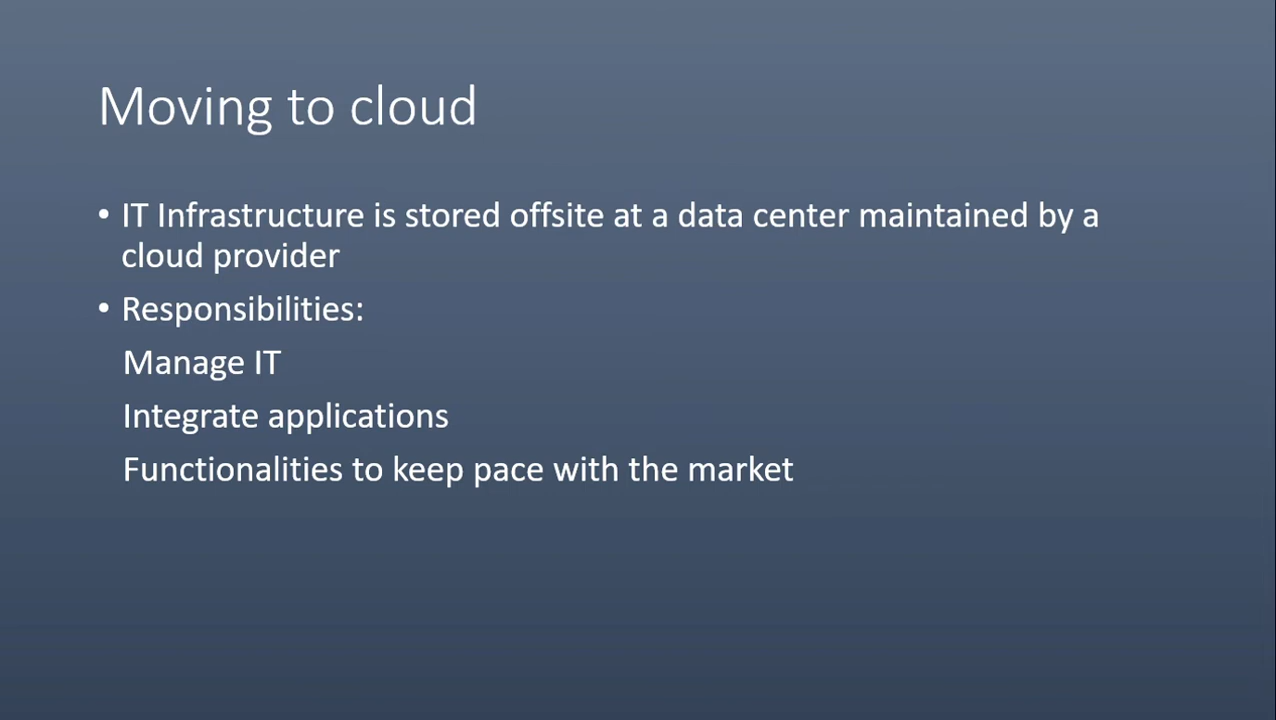 Moving to cloud
• IT Infrastructure is stored offsite at a data center maintained by a
cloud provider
• Responsibilities:
Manage IT
Integrate applications
Functionalities to keep pace with the market